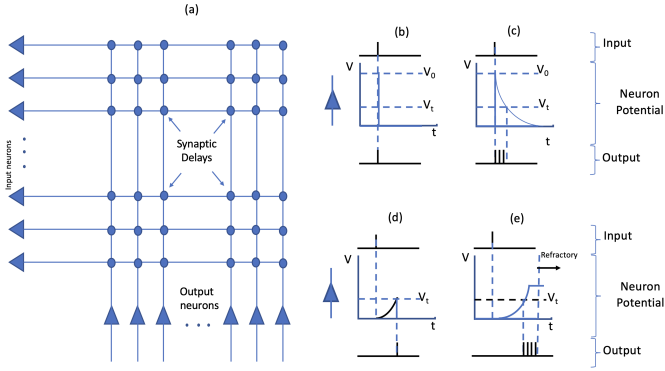 (a)
Input neurons
Synaptic
Delays
Output
neurons
(b)
(c)
V
V₀
Vₜ
t
V
V₀
Vₜ
t
Input
Neuron
Potential
Output
(d)
(e)
V
Vₜ
t
V
Refractory
Vₜ
t
Input
Neuron
Potential
Output